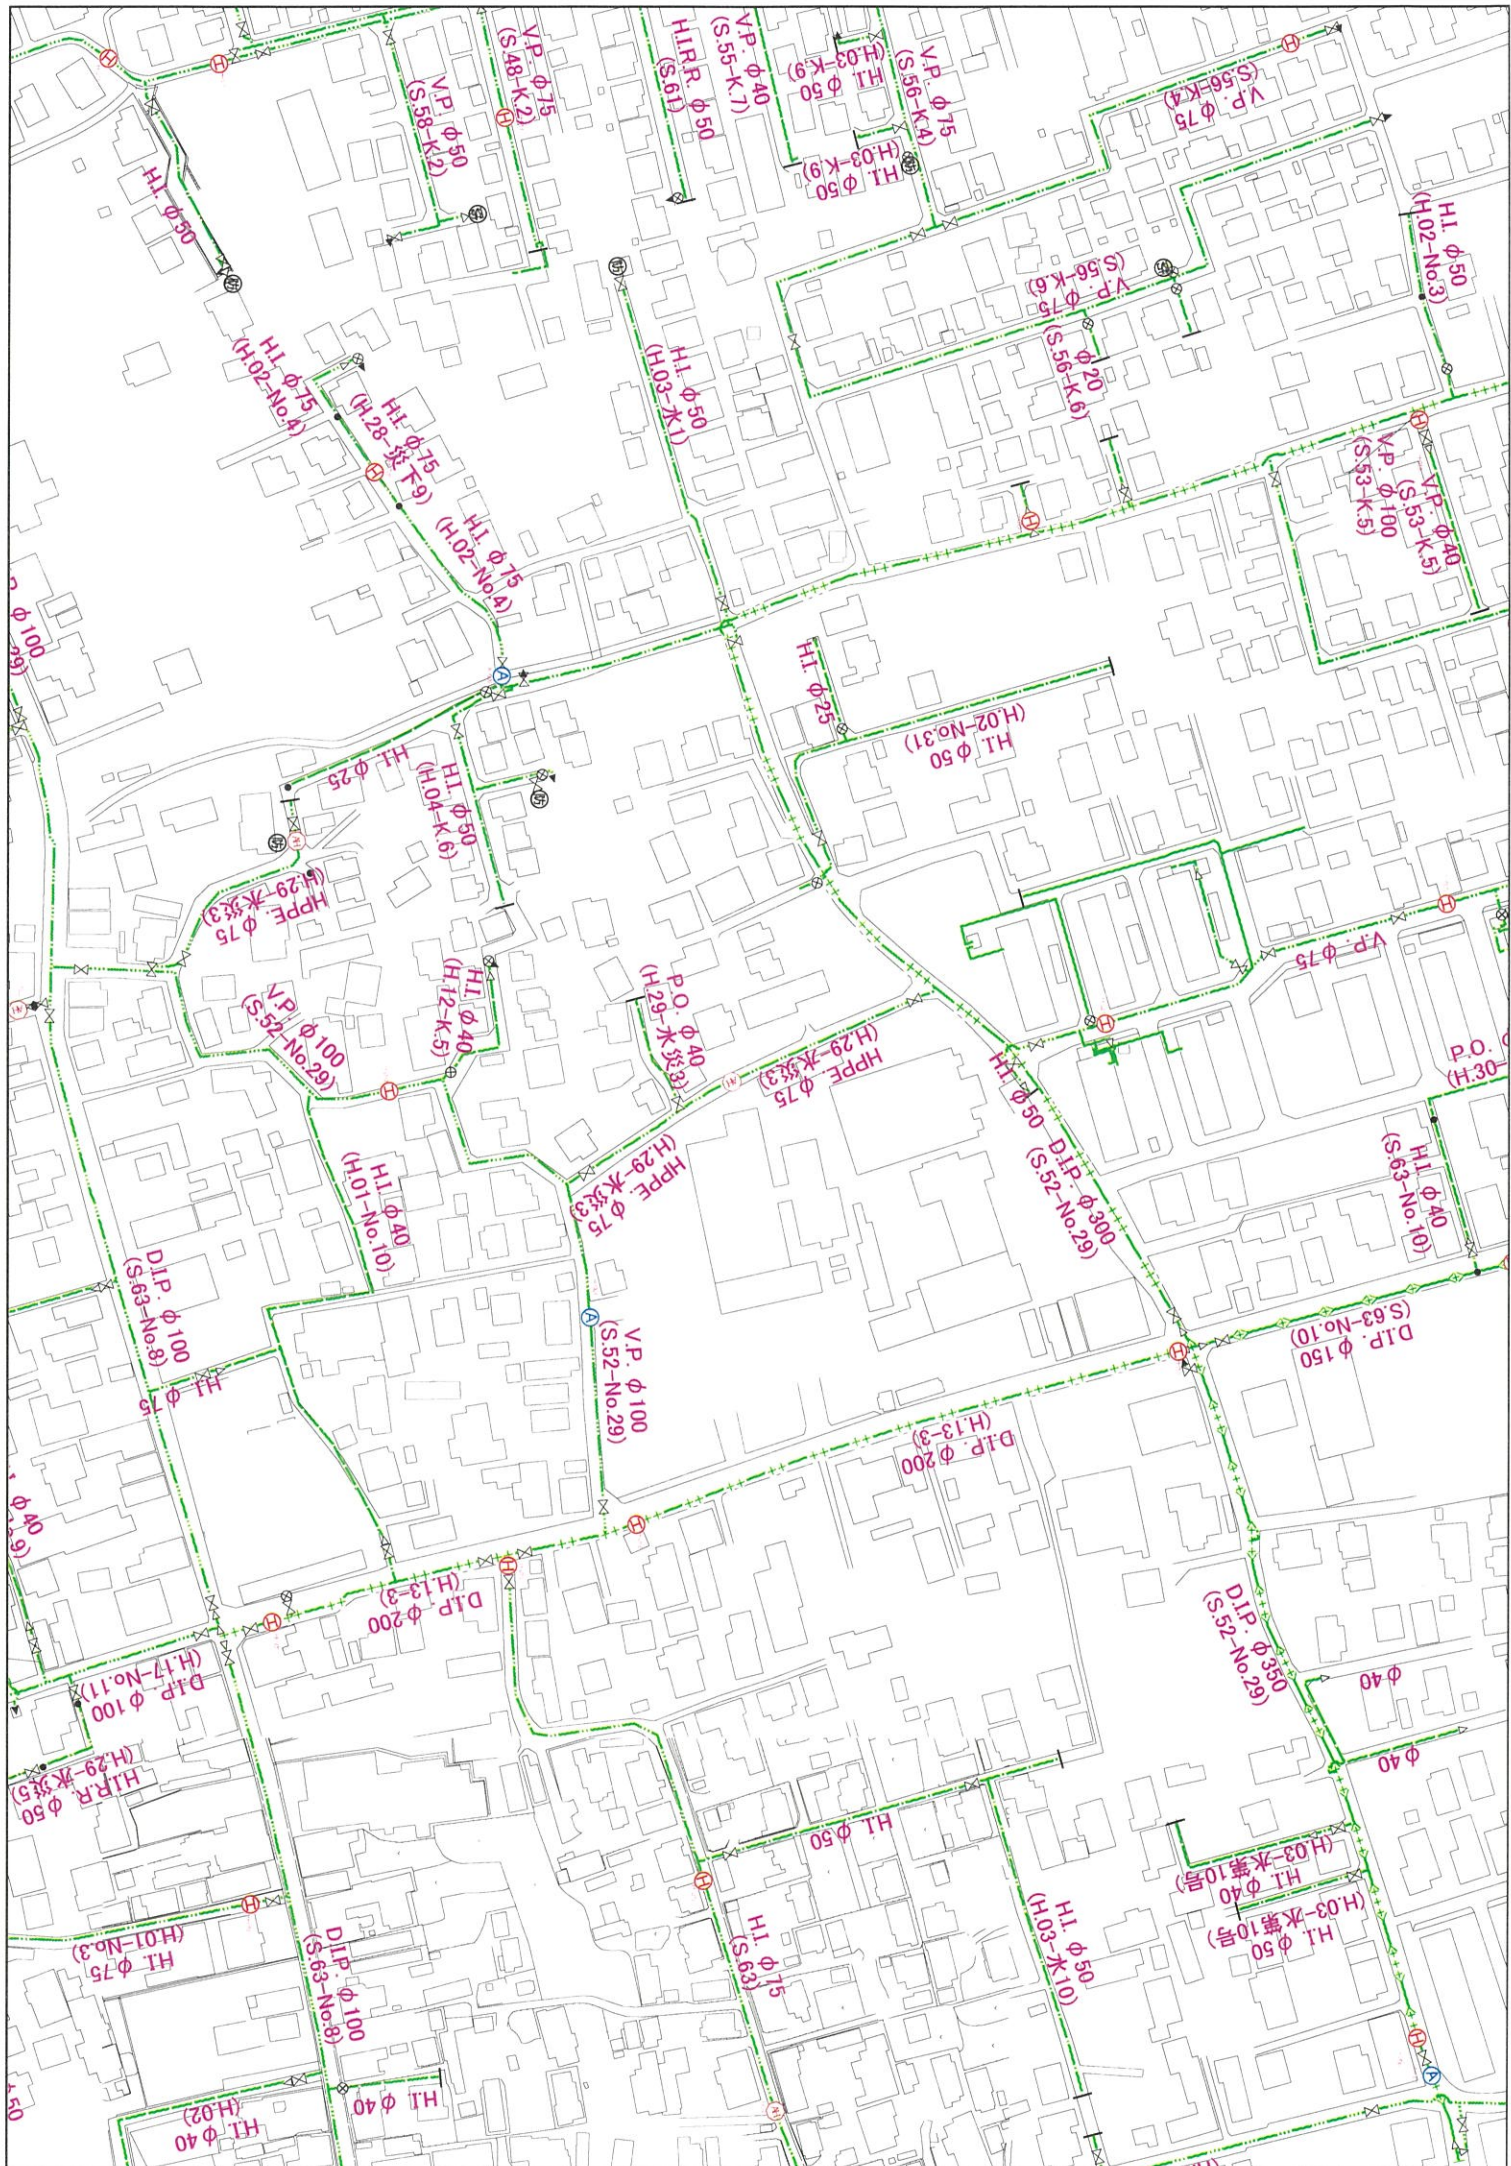 V.P. φ75
(S.48-K.2)
V.P. φ50
(S.58-K.2)
H.I.R.R. φ50
(S.61)
V.P. φ40
(S.55-K.7)
H.I. φ50
(H.03-K.9)
V.P. φ75
(S.56-K.4)
H.I. φ50
(H.03-K.9)
V.P. φ75
(S.56-K.4)
H.I. φ50
H.I. φ50
(H.02-No.3)
V.P. φ75
(S.56-K.6)
φ20
(S.56-K.6)
H.I. φ75
(H.02-No.4)
H.I. φ75
(H.28-災下9)
H.I. φ50
(H.03-水1)
V.P. φ40
(S.53-K.5)
V.P. φ100
(S.53-K.5)
H.I. φ75
(H.02-No.4)
φ100
H.I. φ25
H.I. φ50
(H.02-No.31)
H.I. φ25
H.I. φ50
(H.04-K.6)
HPPE. φ75
(H.29-水災3)
V.P. φ75
H.I. φ40
(H.12-K.5)
V.P. φ100
(S.52-No.29)
P.O. φ40
(H.29-水災3)
HPPE. φ75
(H.29-水災3)
H.I. φ50
P.O.
(H.30-
H.I. φ40
(S.63-No.10)
HPPE. φ75
(H.29-水災3)
H.I. φ40
(H.01-No.10)
D.I.P. φ300
(S.52-No.29)
D.I.P. φ100
(S.63-No.8)
V.P. φ100
(S.52-No.29)
D.I.P. φ150
(S.63-No.10)
H.I. φ75
D.I.P. φ200
(H.13-3)
φ40
D.I.P. φ200
(H.13-3)
D.I.P. φ350
(S.52-No.29)
φ40
D.I.P. φ100
(H.17-No.11)
H.I.R.R. φ50
(H.29-水災5)
φ40
H.I. φ50
H.I. φ40
(H.03-水第10号)
H.I. φ50
(H.03-水第10号)
H.I. φ75
(H.01-No.3)
D.I.P. φ100
(S.63-No.8)
H.I. φ75
(S.63)
H.I. φ50
(H.03-水10)
H.I. φ40
(H.02)
H.I. φ40
50